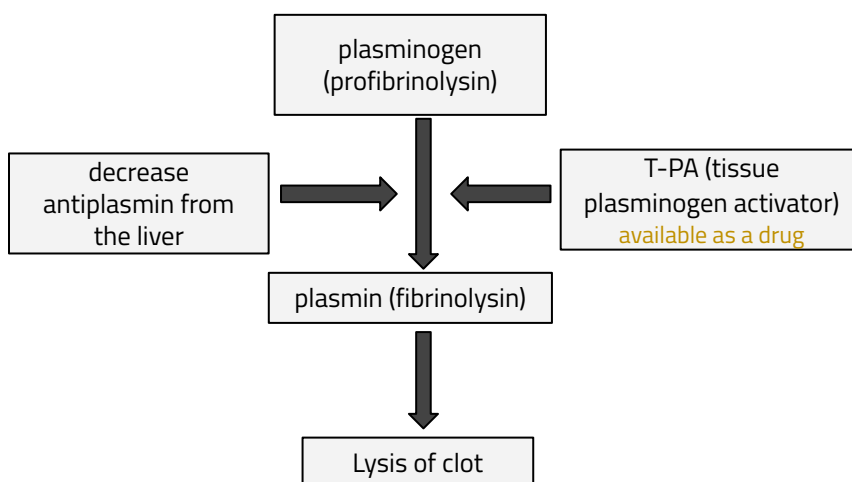 plasminogen
(profibrinolysin)
decrease
antiplasmin from
the liver
T-PA (tissue
plasminogen activator)
available as a drug
plasmin (fibrinolysin)
Lysis of clot